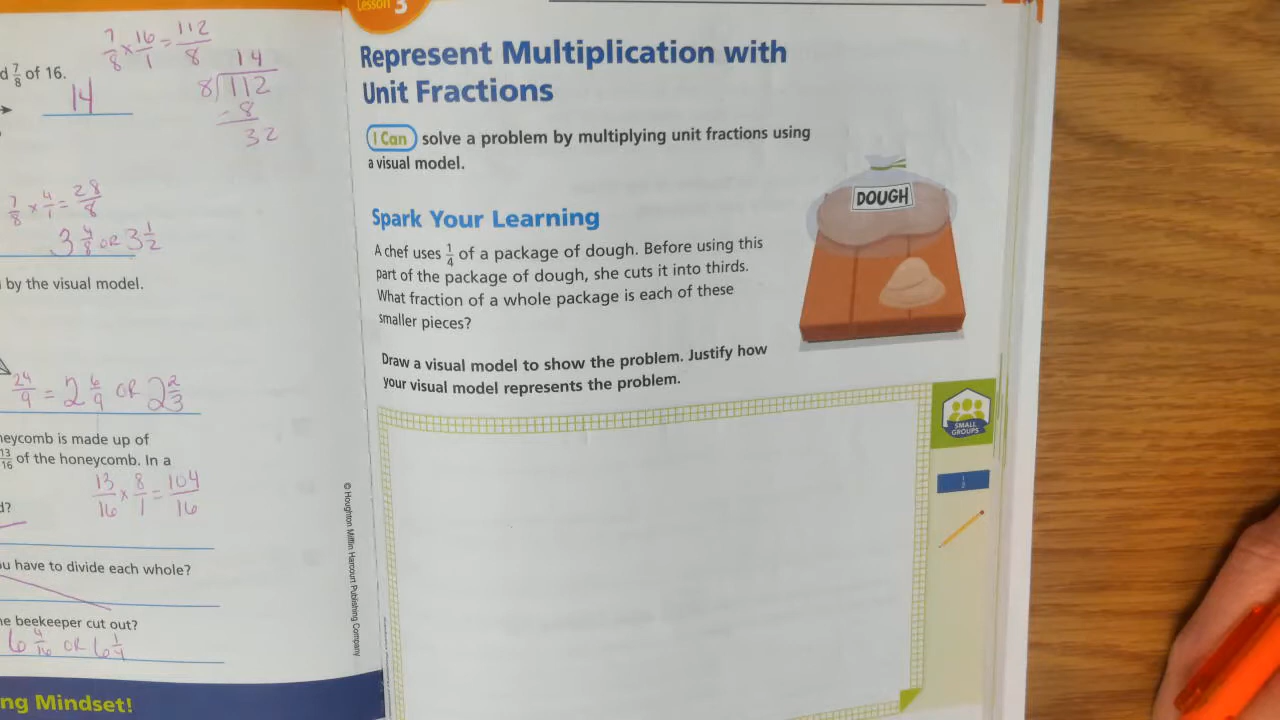 7/8 × 16/1 = 112/8
d 7/8 of 16.
14
14
8 112
- 8
32
7/8 × 4/1 = 28/8
3 4/8 OR 3 1/2
by the visual model.
24/9 = 2 6/9 OR 2 2/3
neycomb is made up of
13/16 of the honeycomb. In a
13/16 × 8/1 = 104/16
d?
ou have to divide each whole?
ne beekeeper cut out?
6 4/16 OR 6 1/4
ng Mindset!
© Houghton Mifflin Harcourt Publishing Company
Lesson 3
Represent Multiplication with
Unit Fractions
I Can solve a problem by multiplying unit fractions using
a visual model.
DOUGH
Spark Your Learning
A chef uses 1/4 of a package of dough. Before using this
part of the package of dough, she cuts it into thirds.
What fraction of a whole package is each of these
smaller pieces?
Draw a visual model to show the problem. Justify how
your visual model represents the problem.
SMALL
GROUPS